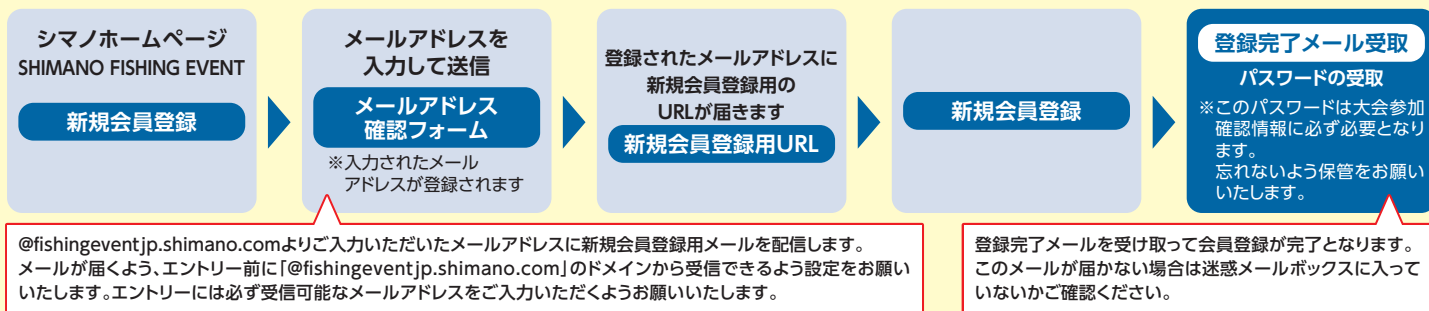 シマノホームページ
SHIMANO FISHING EVENT
新規会員登録
メールアドレスを
入力して送信
メールアドレス
確認フォーム
※入力されたメール
アドレスが登録されます
登録されたメールアドレスに
新規会員登録用の
URLが届きます
新規会員登録用URL
新規会員登録
登録完了メール受取
パスワードの受取
※このパスワードは大会参加
確認情報に必ず必要となり
ます。
忘れないよう保管をお願い
いたします。
@fishingeventjp.shimano.comよりご入力いただいたメールアドレスに新規会員登録用メールを配信します。
メールが届くよう、エントリー前に「@fishingeventjp.shimano.com」のドメインから受信できるよう設定をお願い
いたします。エントリーには必ず受信可能なメールアドレスをご入力いただくようお願いいたします。
登録完了メールを受け取って会員登録が完了となります。
このメールが届かない場合は迷惑メールボックスに入って
いないかご確認ください。